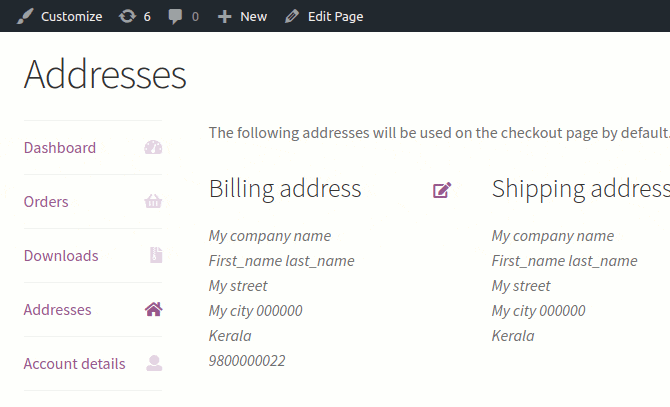 Customize 6 0 New Edit Page
Addresses
The following addresses will be used on the checkout page by default.
Dashboard
Orders
Downloads
Addresses
Account details
Billing address
My company name
First_name last_name
My street
My city 000000
Kerala
9800000022
Shipping address
My company name
First_name last_name
My street
My city 000000
Kerala